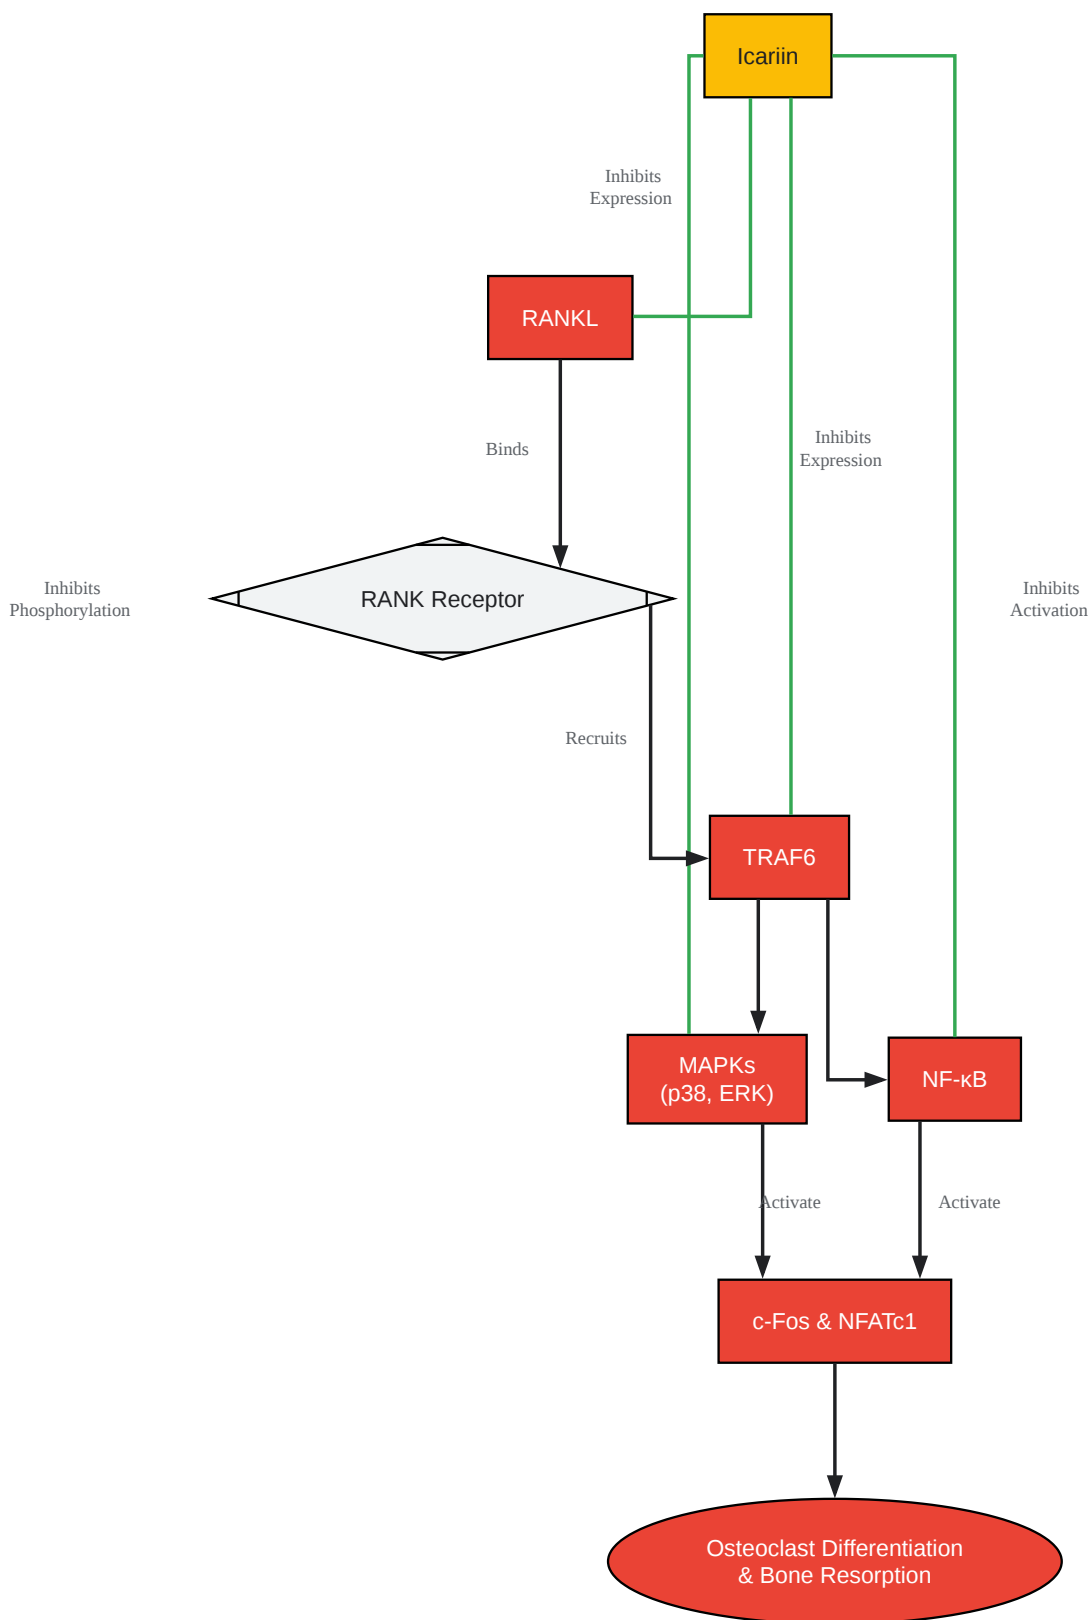 Icariin
Inhibits
Expression
RANKL
Binds
Inhibits
Expression
Inhibits
Phosphorylation
RANK Receptor
Inhibits
Activation
Recruits
TRAF6
MAPKs
(p38, ERK)
NF-κB
Activate
Activate
c-Fos & NFATc1
Osteoclast Differentiation
& Bone Resorption